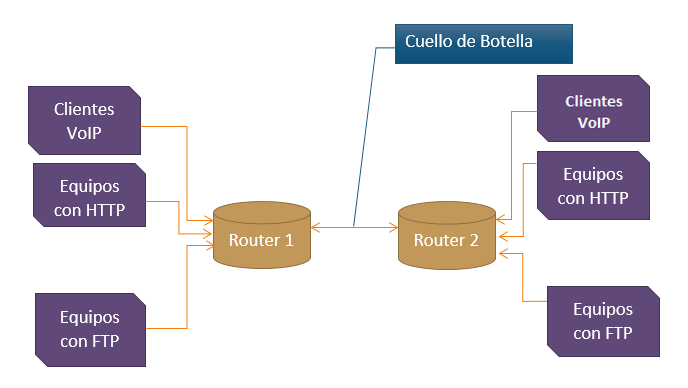 Cuello de Botella
Clientes
VoIP
Equipos
con HTTP
Equipos
con FTP
Router 1
Router 2
Clientes
VoIP
Equipos
con HTTP
Equipos
con FTP